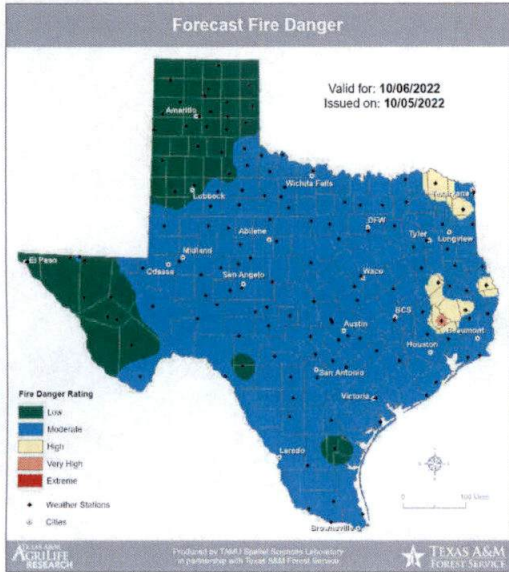 Forecast Fire Danger
Valid for: 10/06/2022
Issued on: 10/05/2022
Amarillo
Lubbock
Wichita Falls
Texarkana
DFW
Tyler
Longview
Abilene
Midland
Odessa
El Paso
San Angelo
Waco
BCS
Beaumont
Austin
Houston
San Antonio
Victoria
Laredo
Brownsville
Fire Danger Rating
Low
Moderate
High
Very High
Extreme
Weather Stations
Cities
0
100 Miles
TEXAS A&M
AGRILIFE
RESEARCH
Produced by TAMU Spatial Sciences Laboratory
in partnership with Texas A&M Forest Service
TEXAS A&M
FOREST SERVICE